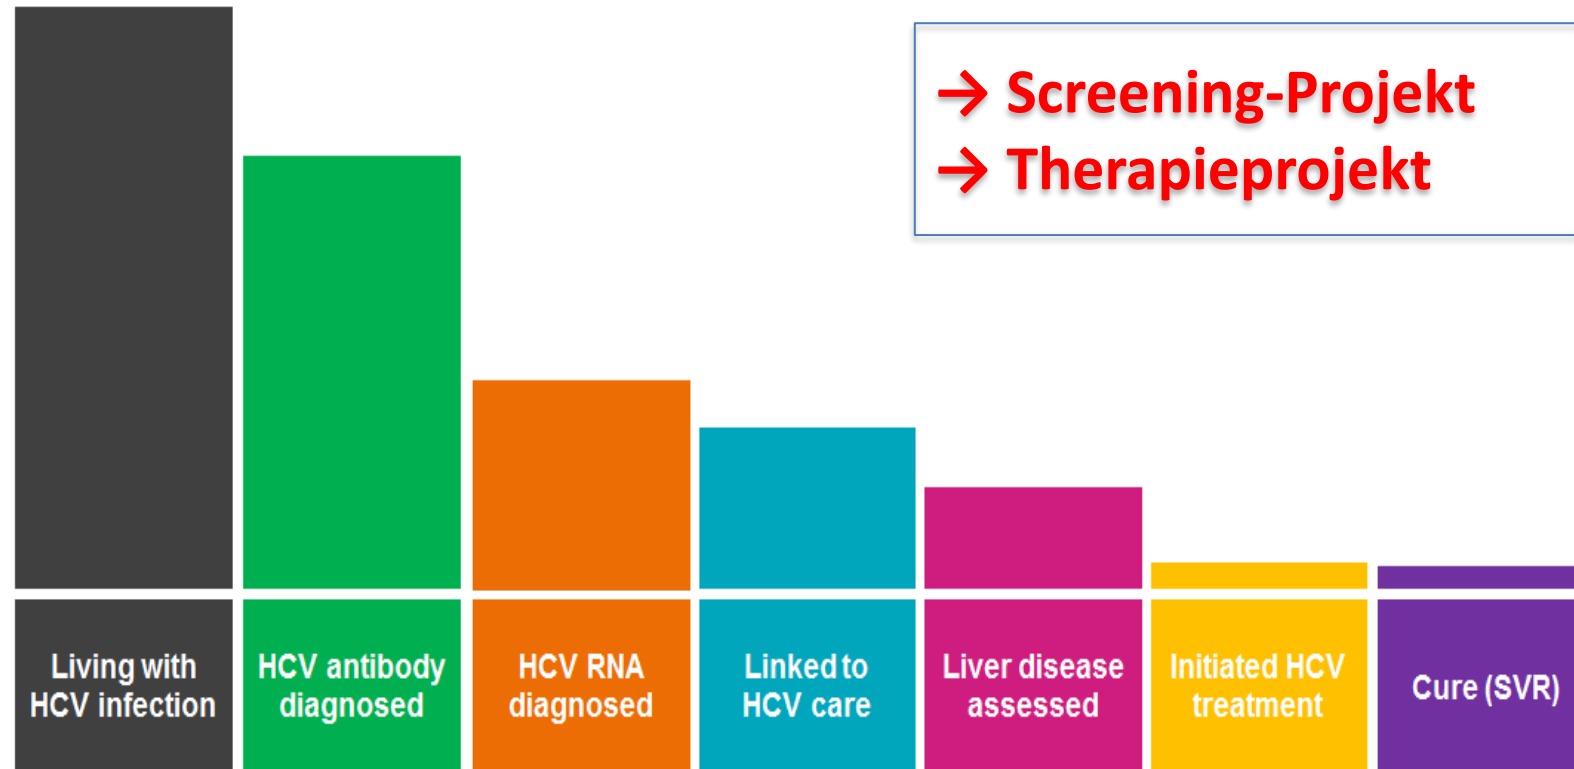 → Screening-Projekt
→ Therapieprojekt
Living with
HCV infection
HCV antibody
diagnosed
HCV RNA
diagnosed
Linked to
HCV care
Liver disease
assessed
Initiated HCV
treatment
Cure (SVR)